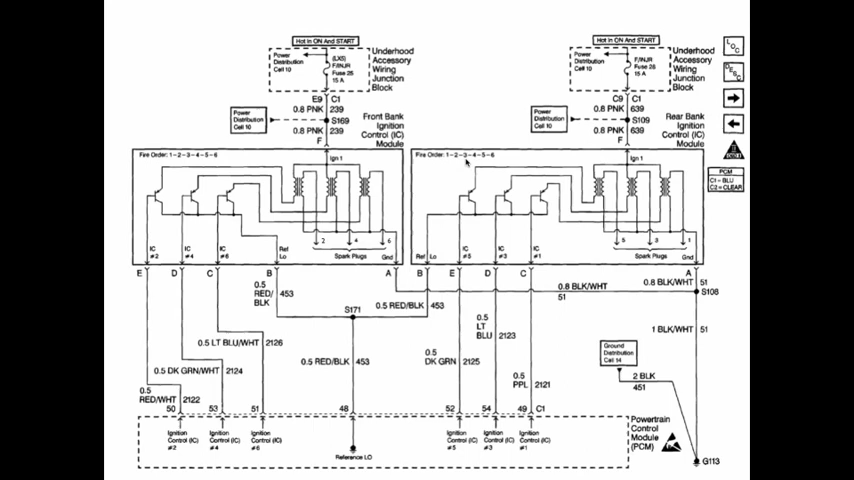 Hot In ON And START
Power
Distribution
Cell 10
(LX5)
F/INJR
Fuse 25
15 A
Underhood
Accessory
Wiring
Junction
Block
E9 C1
0.8 PNK 239
S169
0.8 PNK 239
F
Power
Distribution
Cell 10
Front Bank
Ignition
Control (IC)
Module
Hot In ON And START
Power
Distribution
Cell 10
F/INJR
Fuse 28
15 A
Underhood
Accessory
Wiring
Junction
Block
C9 C1
0.8 PNK 639
S109
0.8 PNK 639
F
Power
Distribution
Cell 10
Rear Bank
Ignition
Control (IC)
Module
LOC
DESC
PCM
C1 = BLU
C2 = CLEAR
Fire Order: 1-2-3-4-5-6
Ign 1
IC #2
IC #4
IC #6
Ref
Lo
2 4 6
Spark Plugs
Gnd
E D C B A
Fire Order: 1-2-3-4-5-6
Ign 1
Ref
Lo
IC #5
IC #3
IC #1
5 3 1
Spark Plugs
Gnd
B E D C A
0.5
RED/
BLK
453
0.5 RED/BLK 453
0.8 BLK/WHT
51
0.8 BLK/WHT 51
S108
S171
0.5 LT BLU/WHT 2126
0.5 DK GRN/WHT 2124
0.5
RED/WHT 2122
0.5 RED/BLK 453
0.5
DK GRN 2125
0.5
LT
BLU 2123
0.5
PPL 2121
1 BLK/WHT 51
Ground
Distribution
Cell 14
2 BLK
451
50 53 51 48 52 54 49 C1
Ignition
Control (IC)
#2
Ignition
Control (IC)
#4
Ignition
Control (IC)
#6
Reference LO
Ignition
Control (IC)
#5
Ignition
Control (IC)
#3
Ignition
Control (IC)
#1
Powertrain
Control
Module
(PCM)
G113